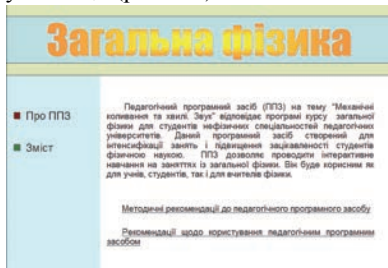 Загальна фізика
Про ППЗ
Зміст
Педагогічний програмний засіб (ППЗ) на тему "Механічні
коливання та хвилі. Звук" відповідає програмі курсу загальної
фізики для студентів нефізичних спеціальностей педагогічних
університетів. Даний програмний засіб створений для
інтенсифікації занять і підвищення зацікавленості студентів
фізичною наукою. ППЗ дозволяє проводити інтерактивне
навчання на заняттях із загальної фізики. Він буде корисним як
для учнів, студентів, так і для вчителів фізики.
Методичні рекомендації до педагогічного програмного засобу
Рекомендації щодо користування педагогічним програмним
засобом